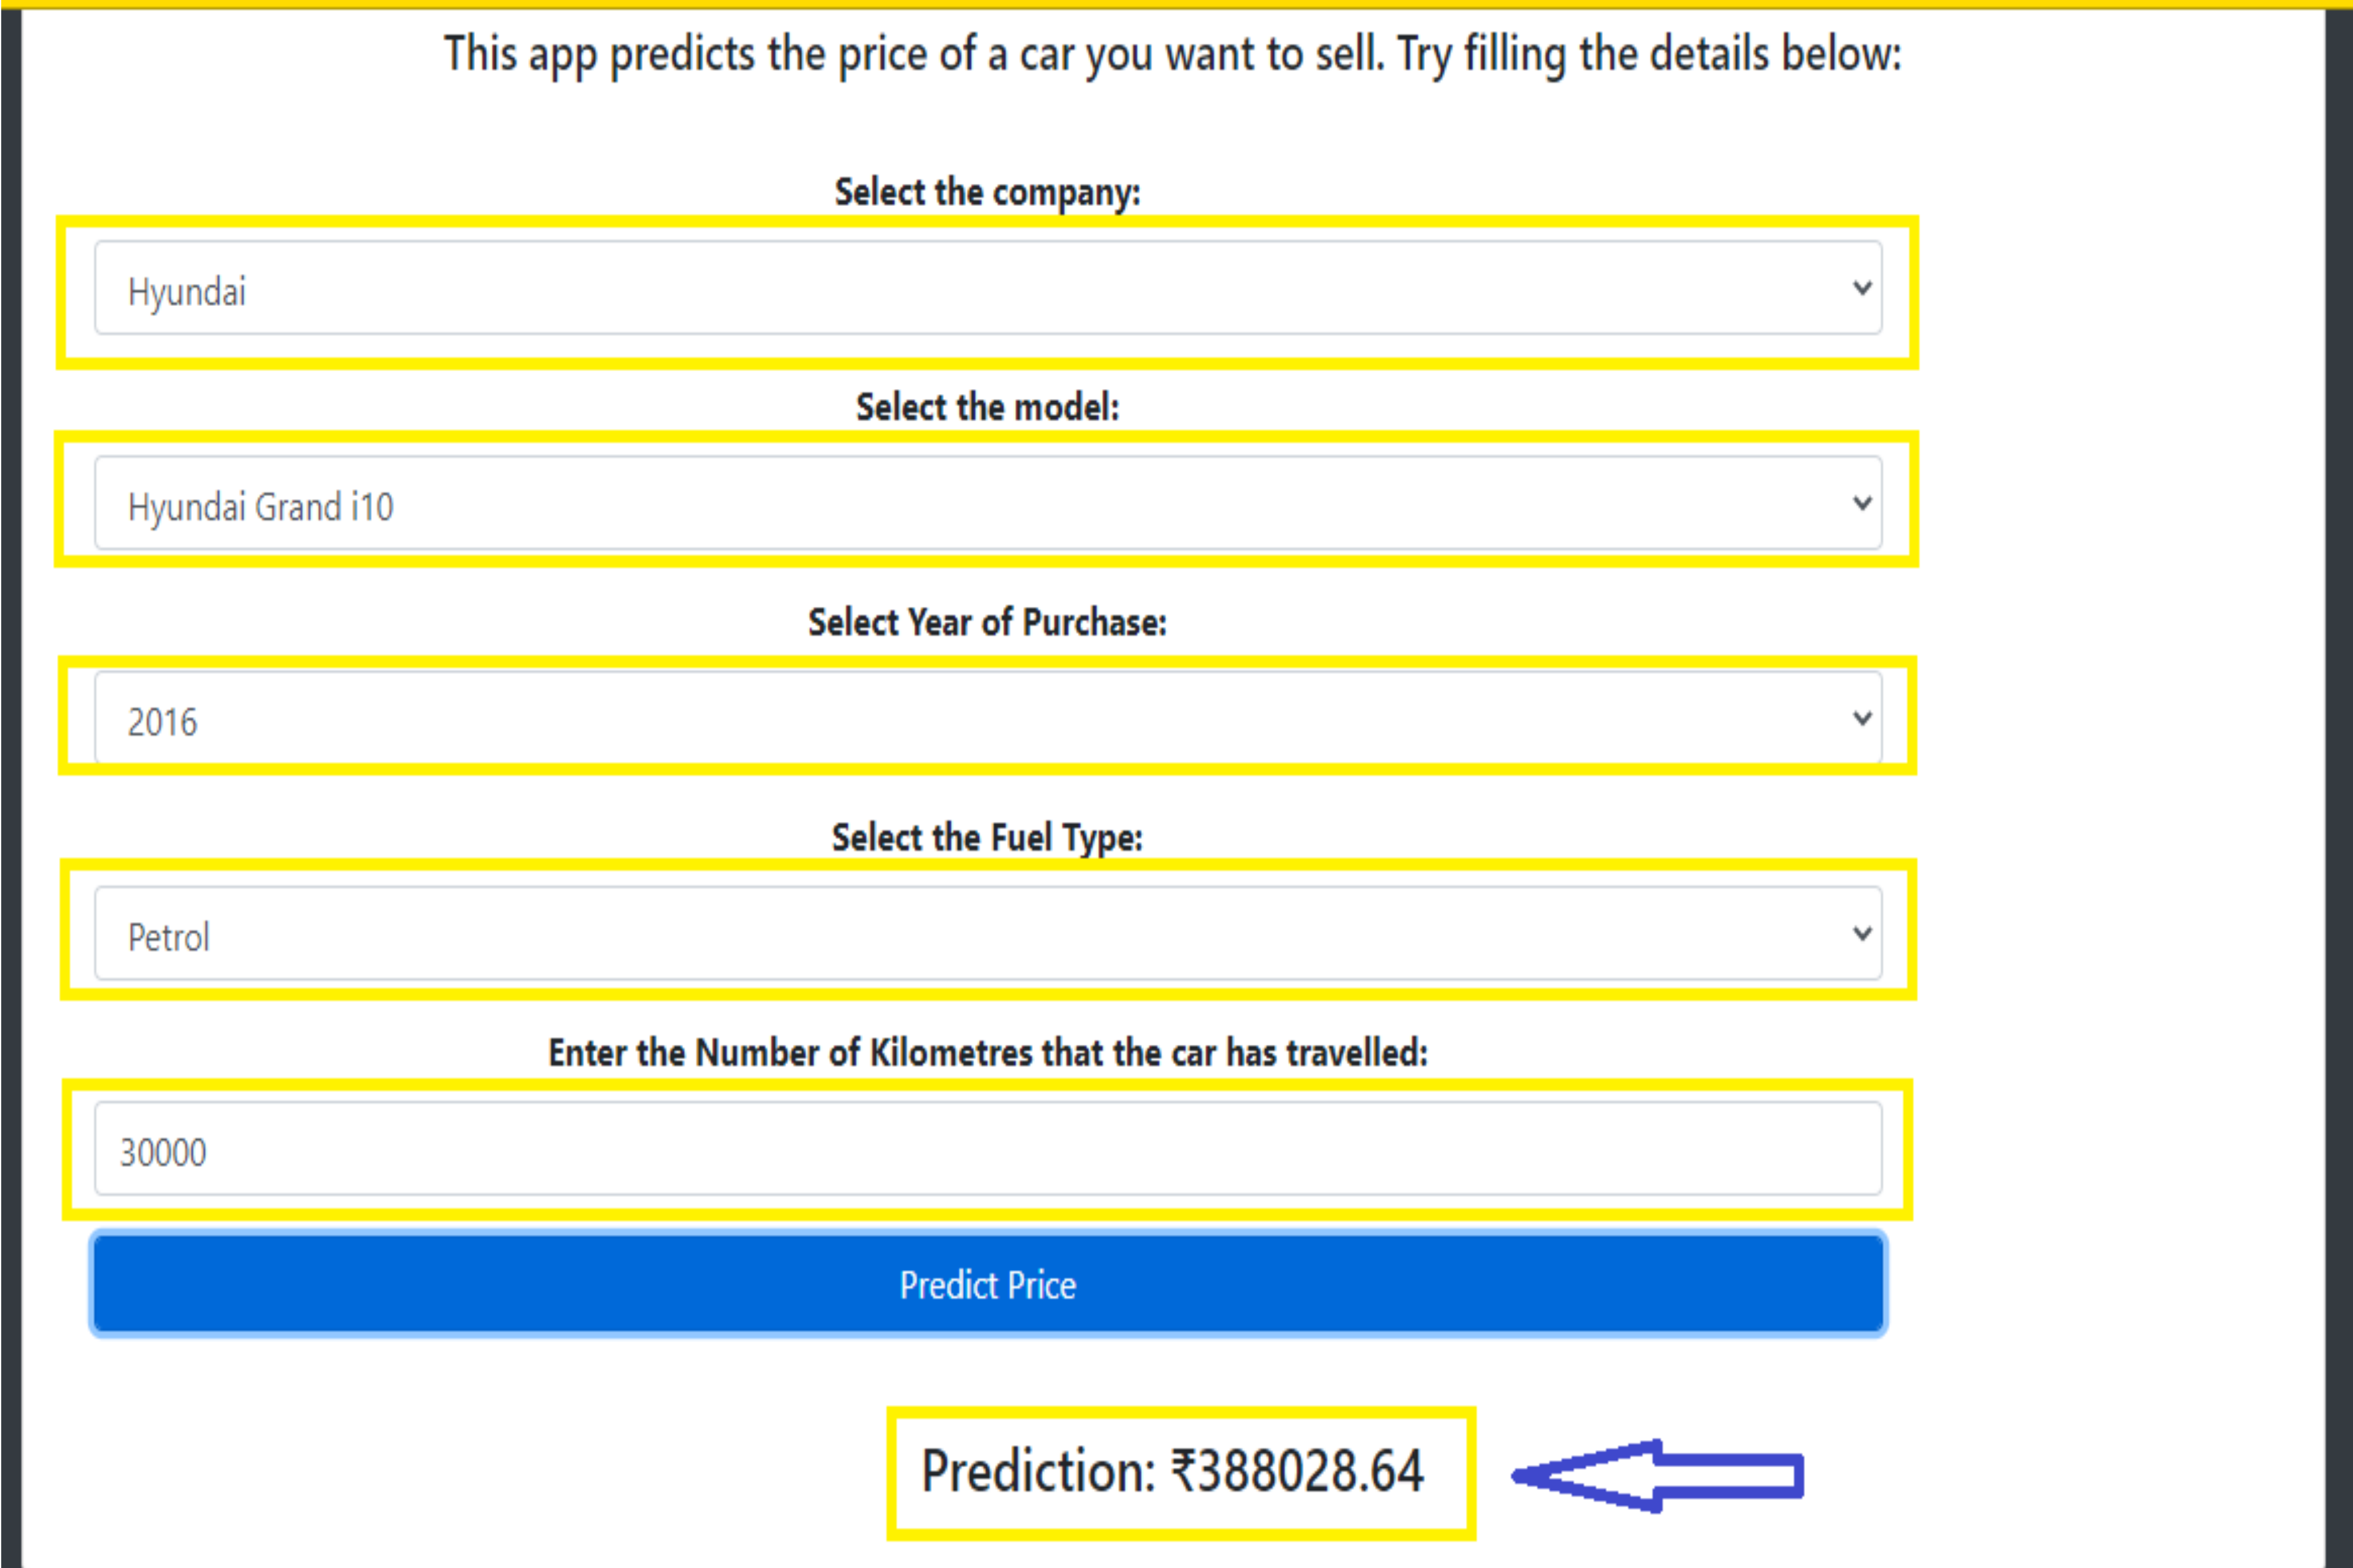 This app predicts the price of a car you want to sell. Try filling the details below:
Select the company:
Hyundai
Select the model:
Hyundai Grand i10
Select Year of Purchase:
2016
Select the Fuel Type:
Petrol
Enter the Number of Kilometres that the car has travelled:
30000
Predict Price
Prediction: ₹388028.64